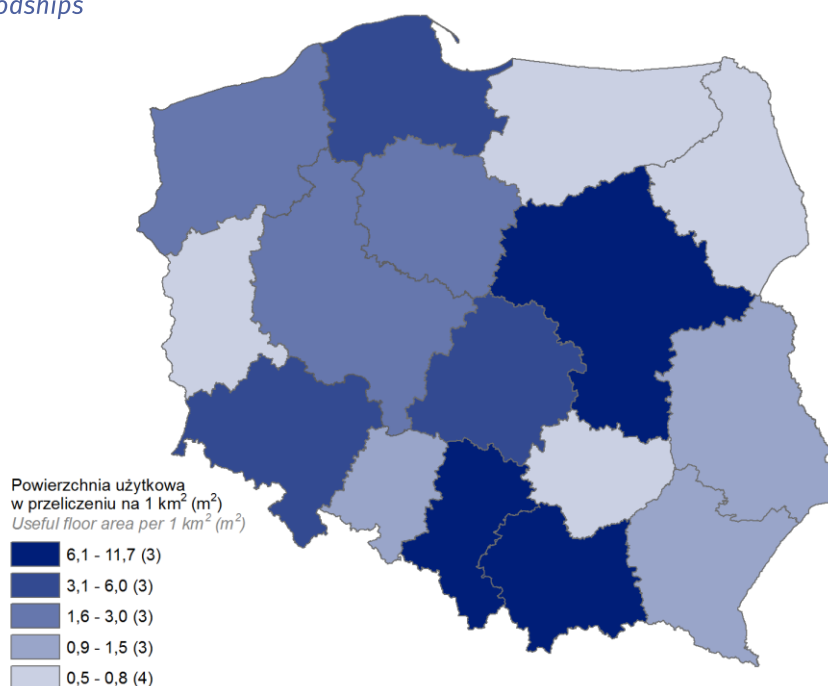 odships
Powierzchnia użytkowa
w przeliczeniu na 1 km² (m²)
Useful floor area per 1 km² (m²)
6,1 - 11,7 (3)
3,1 - 6,0 (3)
1,6 - 3,0 (3)
0,9 - 1,5 (3)
0,5 - 0,8 (4)